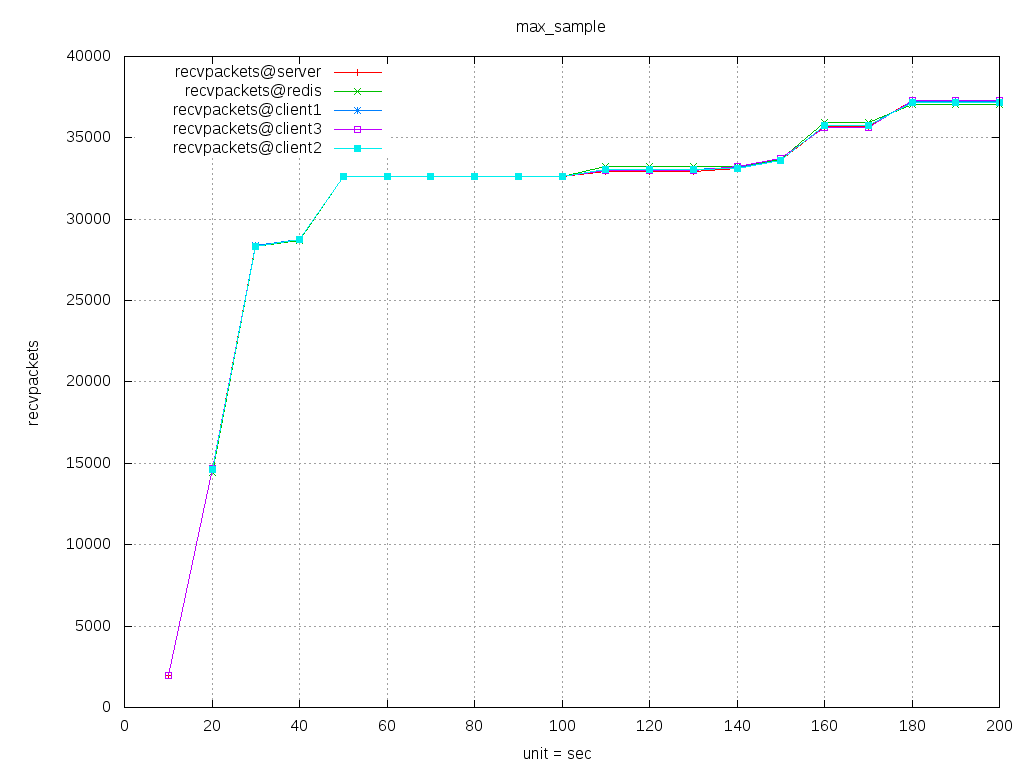 max_sample
40000
35000
30000
25000
20000
15000
10000
5000
0
recvpackets
recvpackets@server
recvpackets@redis
recvpackets@client1
recvpackets@client3
recvpackets@client2
0 20 40 60 80 100 120 140 160 180 200
unit = sec